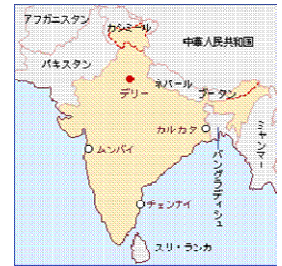 アフガニスタン
カシミール
中華人民共和国
パキスタン
ネパール
ブータン
デリー
カルカタ
ミャンマー
ムンバイ
バングラディシュ
チェンナイ
スリ・ランカ